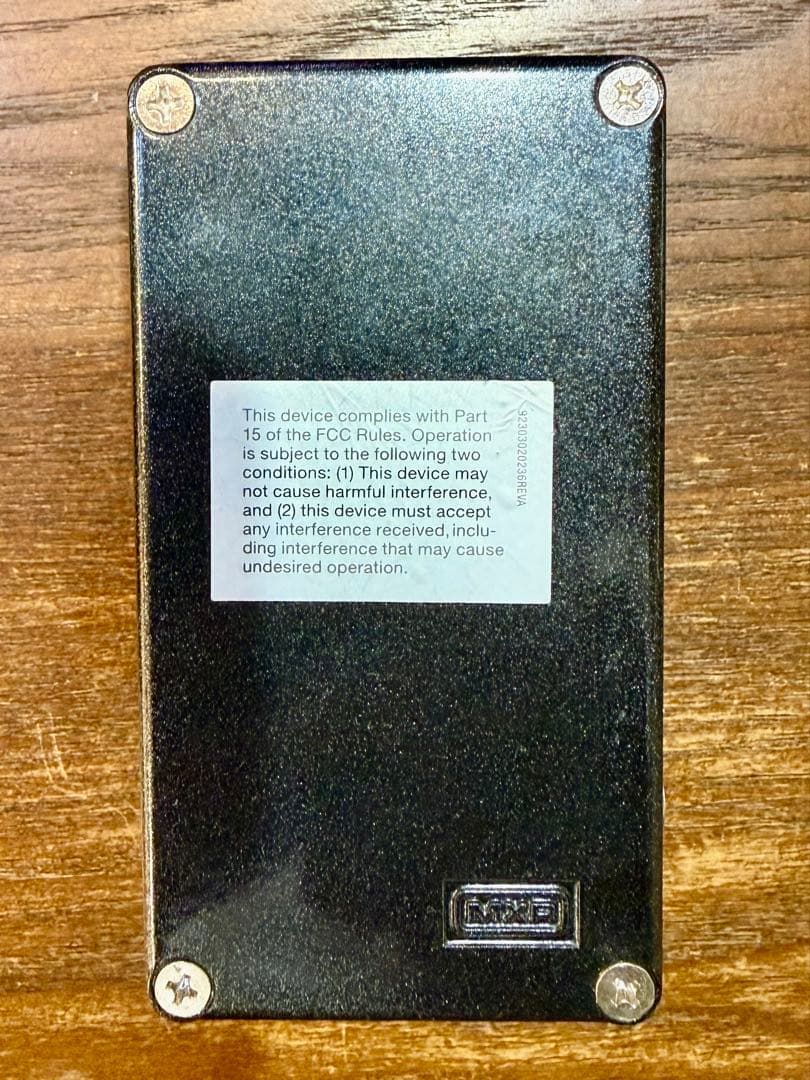 This device complies with Part
15 of the FCC Rules. Operation
is subject to the following two
conditions: (1) This device may
not cause harmful interference,
and (2) this device must accept
any interference received, inclu-
ding interference that may cause
undesired operation.
92303020236REVA
MXR